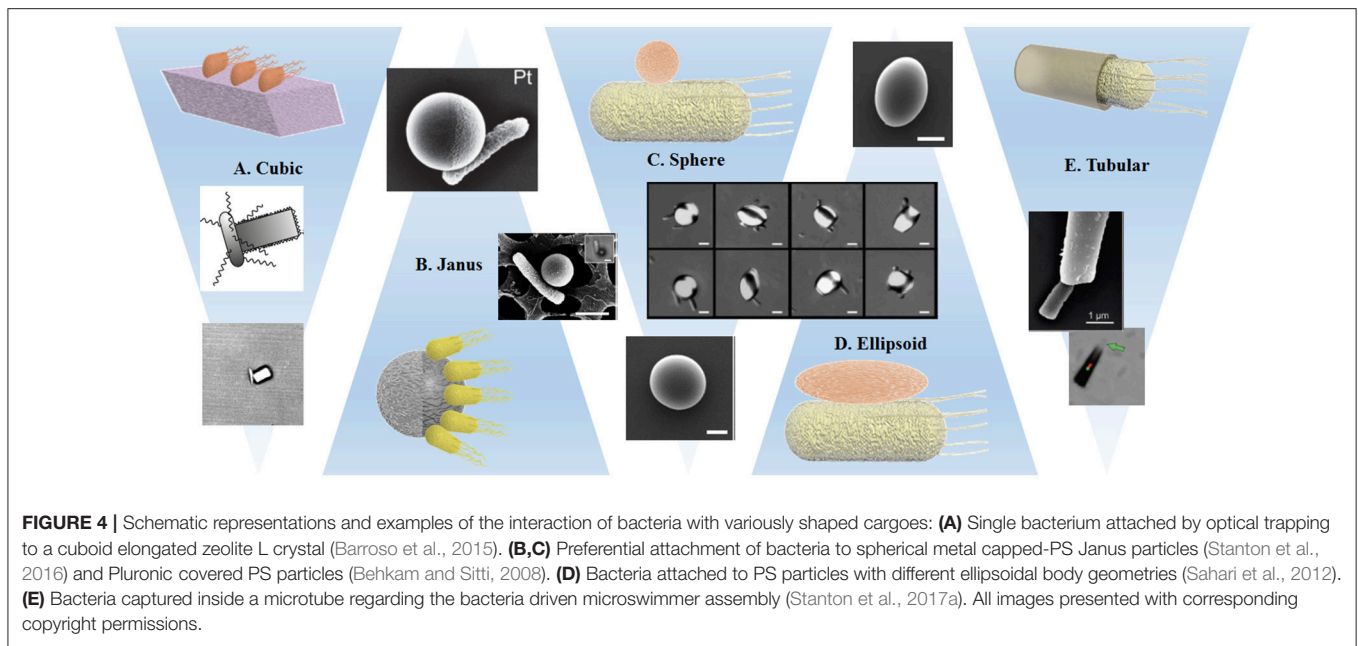 Pt
A. Cubic
C. Sphere
E. Tubular
B. Janus
1 μm
D. Ellipsoid
FIGURE 4 | Schematic representations and examples of the interaction of bacteria with variously shaped cargoes: (A) Single bacterium attached by optical trapping
to a cuboid elongated zeolite L crystal (Barroso et al., 2015). (B,C) Preferential attachment of bacteria to spherical metal capped-PS Janus particles (Stanton et al.,
2016) and Pluronic covered PS particles (Behkam and Sitti, 2008). (D) Bacteria attached to PS particles with different ellipsoidal body geometries (Sahari et al., 2012).
(E) Bacteria captured inside a microtube regarding the bacteria driven microswimmer assembly (Stanton et al., 2017a). All images presented with corresponding
copyright permissions.